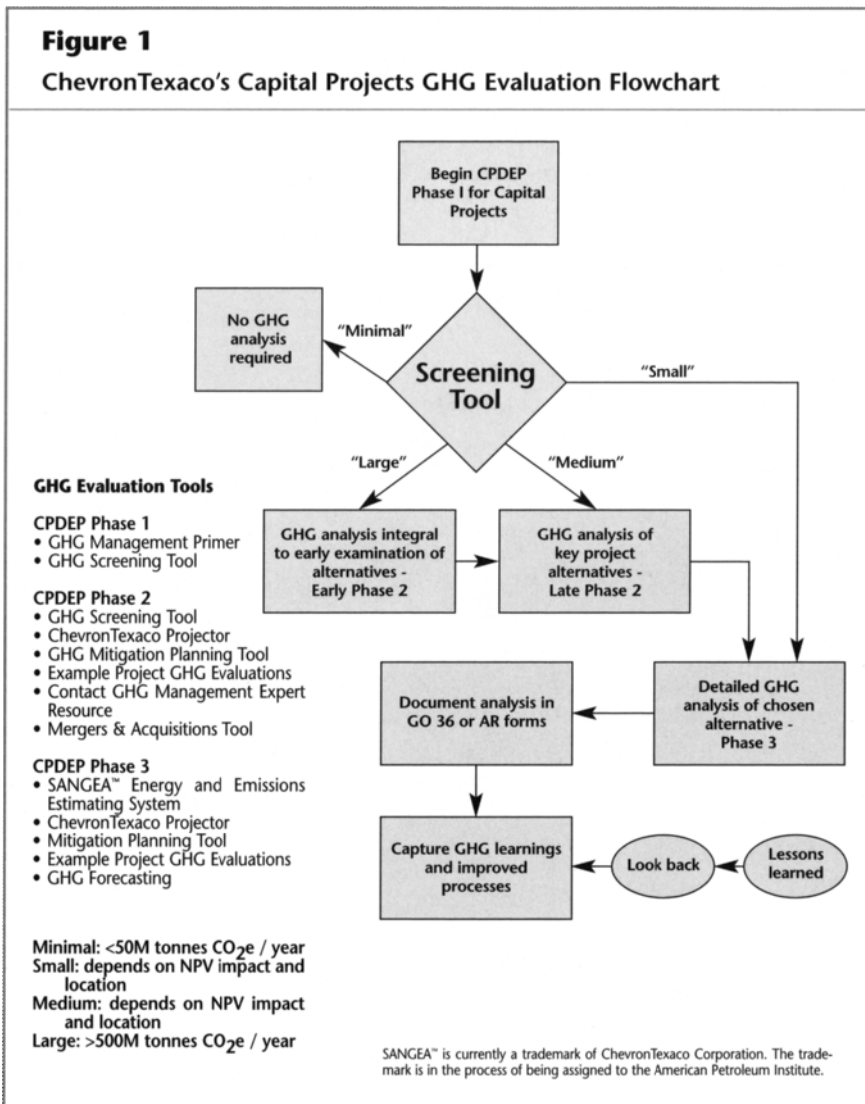 Figure 1
ChevronTexaco's Capital Projects GHG Evaluation Flowchart
Begin CPDEP
Phase I for Capital
Projects
No GHG
analysis
required
"Minimal"
Screening
Tool
"Small"
"Large"
"Medium"
GHG analysis integral
to early examination of
alternatives -
Early Phase 2
GHG analysis of
key project
alternatives -
Late Phase 2
Document analysis in
GO 36 or AR forms
Detailed GHG
analysis of chosen
alternative -
Phase 3
Capture GHG learnings
and improved
processes
Look back
Lessons
learned
GHG Evaluation Tools
CPDEP Phase 1
• GHG Management Primer
• GHG Screening Tool
CPDEP Phase 2
• GHG Screening Tool
• ChevronTexaco Projector
• GHG Mitigation Planning Tool
• Example Project GHG Evaluations
• Contact GHG Management Expert
Resource
• Mergers & Acquisitions Tool
CPDEP Phase 3
• SANGEA™ Energy and Emissions
Estimating System
• ChevronTexaco Projector
• Mitigation Planning Tool
• Example Project GHG Evaluations
• GHG Forecasting
Minimal: <50M tonnes CO2e / year
Small: depends on NPV impact and
location
Medium: depends on NPV impact
and location
Large: >500M tonnes CO2e / year
SANGEA™ is currently a trademark of ChevronTexaco Corporation. The trade-
mark is in the process of being assigned to the American Petroleum Institute.